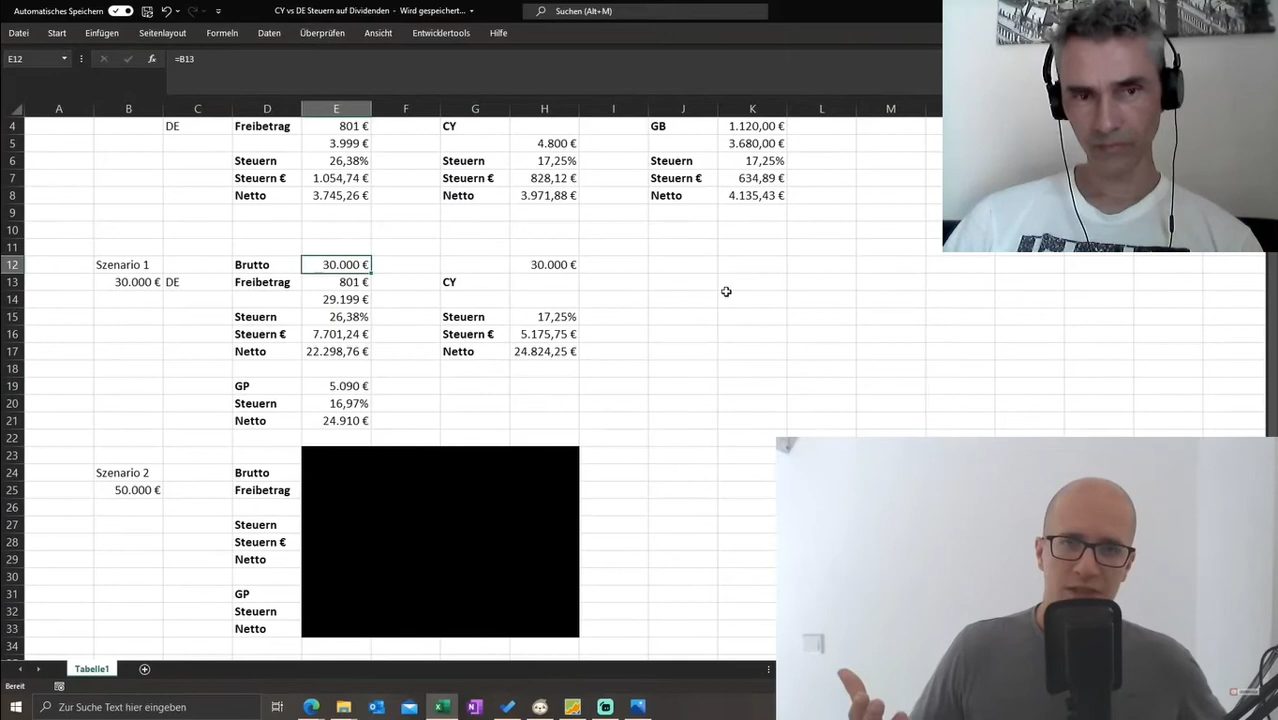 Automatisches Speichern
CY vs DE Steuern auf Dividenden - Wird gespeichert...
Suchen (Alt+M)
Datei Start Einfügen Seitenlayout Formeln Daten Überprüfen Ansicht Entwicklertools Hilfe
E12 fx =B13
A B C D E F G H I J K L M
4 DE Freibetrag 801 € CY GB 1.120,00 €
5 3.999 € 4.800 € 3.680,00 €
6 Steuern 26,38% Steuern 17,25% Steuern 17,25%
7 Steuern € 1.054,74 € Steuern € 828,12 € Steuern € 634,89 €
8 Netto 3.745,26 € Netto 3.971,88 € Netto 4.135,43 €
9
10
11
12 Szenario 1 Brutto 30.000 € 30.000 €
13 30.000 € DE Freibetrag 801 € CY
14 29.199 €
15 Steuern 26,38% Steuern 17,25%
16 Steuern € 7.701,24 € Steuern € 5.175,75 €
17 Netto 22.298,76 € Netto 24.824,25 €
18
19 GP 5.090 €
20 Steuern 16,97%
21 Netto 24.910 €
22
23
24 Szenario 2 Brutto
25 50.000 € Freibetrag
26
27 Steuern
28 Steuern €
29 Netto
30
31 GP
32 Steuern
33 Netto
34
Tabelle1
Bereit
Zur Suche Text hier eingeben